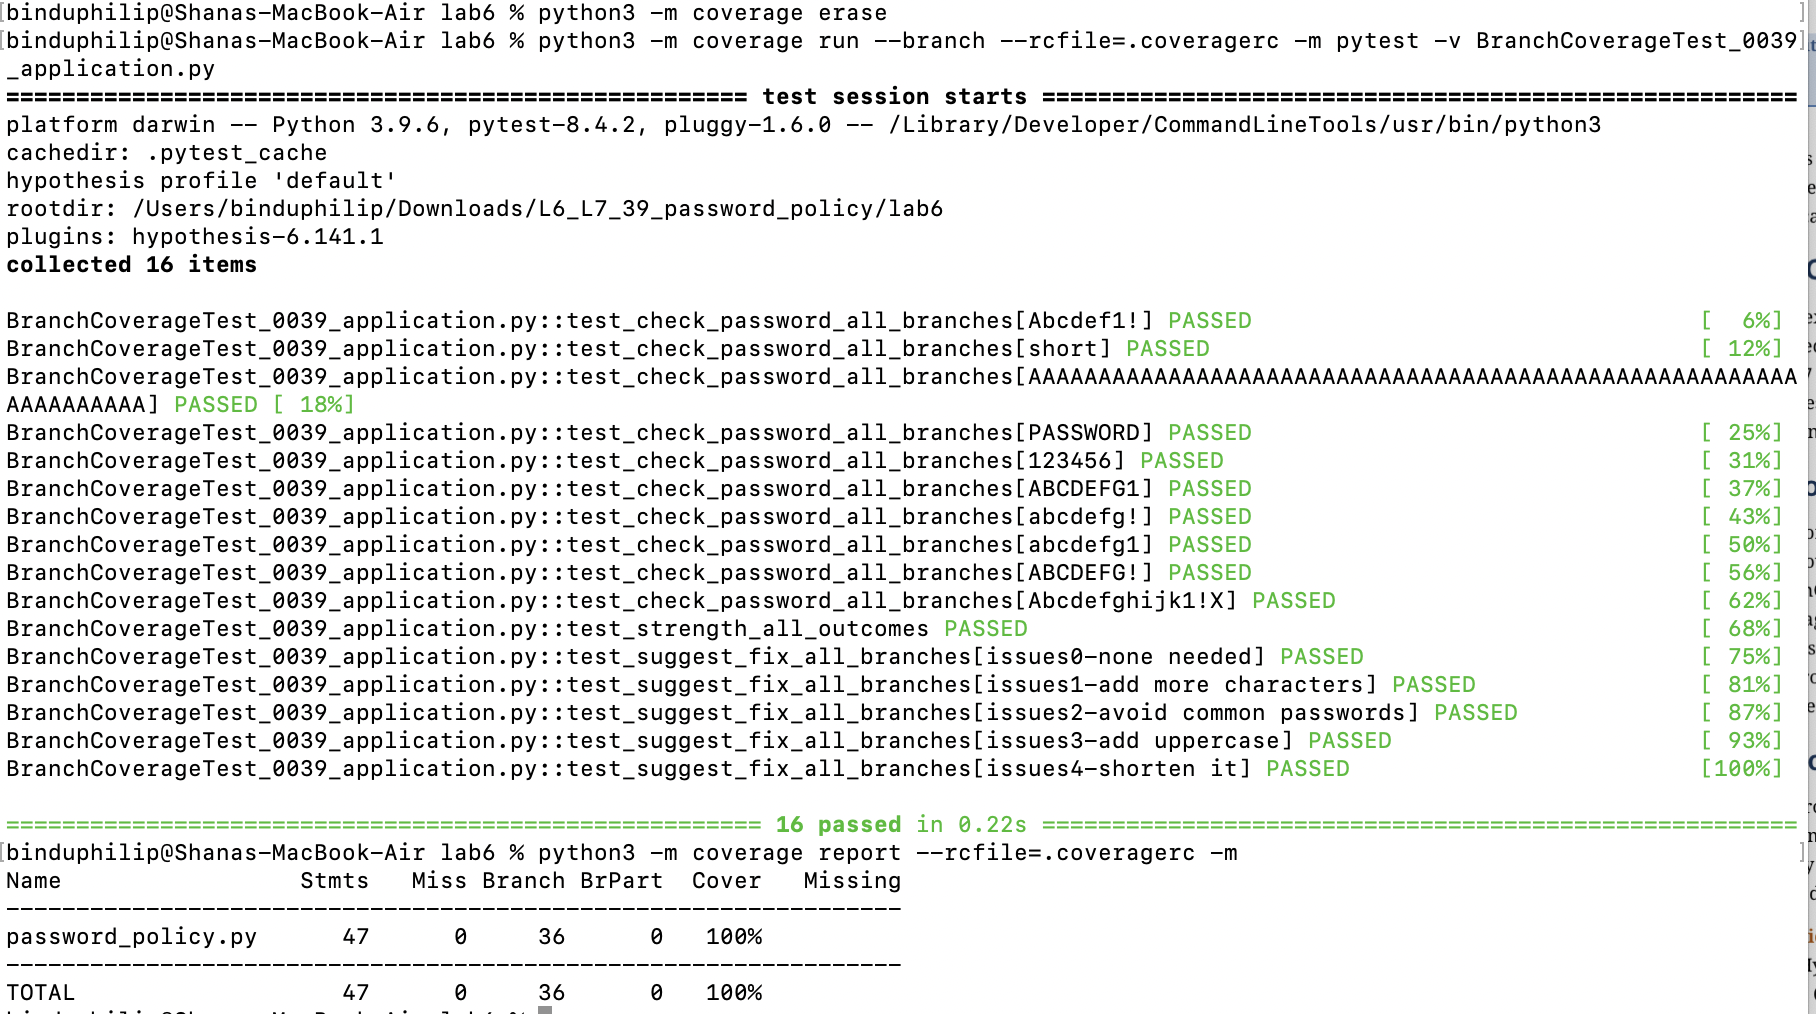 [binduphilip@Shanas-MacBook-Air lab6 % python3 -m coverage erase ]
[binduphilip@Shanas-MacBook-Air lab6 % python3 -m coverage run --branch --rcfile=.coveragerc -m pytest -v BranchCoverageTest_0039]
_application.py
===================================================== test session starts ======================================================
platform darwin -- Python 3.9.6, pytest-8.4.2, pluggy-1.6.0 -- /Library/Developer/CommandLineTools/usr/bin/python3
cachedir: .pytest_cache
hypothesis profile 'default'
rootdir: /Users/binduphilip/Downloads/L6_L7_39_password_policy/lab6
plugins: hypothesis-6.141.1
collected 16 items
BranchCoverageTest_0039_application.py::test_check_password_all_branches[Abcdef1!] PASSED [  6%]
BranchCoverageTest_0039_application.py::test_check_password_all_branches[short] PASSED [ 12%]
BranchCoverageTest_0039_application.py::test_check_password_all_branches[AAAAAAAAAAAAAAAAAAAAAAAAAAAAAAAAAAAAAAAAAAAAAAAAAAAAAAA
AAAAAAAAAA] PASSED [ 18%]
BranchCoverageTest_0039_application.py::test_check_password_all_branches[PASSWORD] PASSED [ 25%]
BranchCoverageTest_0039_application.py::test_check_password_all_branches[123456] PASSED [ 31%]
BranchCoverageTest_0039_application.py::test_check_password_all_branches[ABCDEFG1] PASSED [ 37%]
BranchCoverageTest_0039_application.py::test_check_password_all_branches[abcdefg!] PASSED [ 43%]
BranchCoverageTest_0039_application.py::test_check_password_all_branches[abcdefg1] PASSED [ 50%]
BranchCoverageTest_0039_application.py::test_check_password_all_branches[ABCDEFG!] PASSED [ 56%]
BranchCoverageTest_0039_application.py::test_check_password_all_branches[Abcdefghijk1!X] PASSED [ 62%]
BranchCoverageTest_0039_application.py::test_strength_all_outcomes PASSED [ 68%]
BranchCoverageTest_0039_application.py::test_suggest_fix_all_branches[issues0-none needed] PASSED [ 75%]
BranchCoverageTest_0039_application.py::test_suggest_fix_all_branches[issues1-add more characters] PASSED [ 81%]
BranchCoverageTest_0039_application.py::test_suggest_fix_all_branches[issues2-avoid common passwords] PASSED [ 87%]
BranchCoverageTest_0039_application.py::test_suggest_fix_all_branches[issues3-add uppercase] PASSED [ 93%]
BranchCoverageTest_0039_application.py::test_suggest_fix_all_branches[issues4-shorten it] PASSED [100%]
====================================================== 16 passed in 0.22s ======================================================
[binduphilip@Shanas-MacBook-Air lab6 % python3 -m coverage report --rcfile=.coveragerc -m ]
Name Stmts Miss Branch BrPart Cover Missing
----------------------------------------------------------------
password_policy.py 47 0 36 0 100%
----------------------------------------------------------------
TOTAL 47 0 36 0 100%